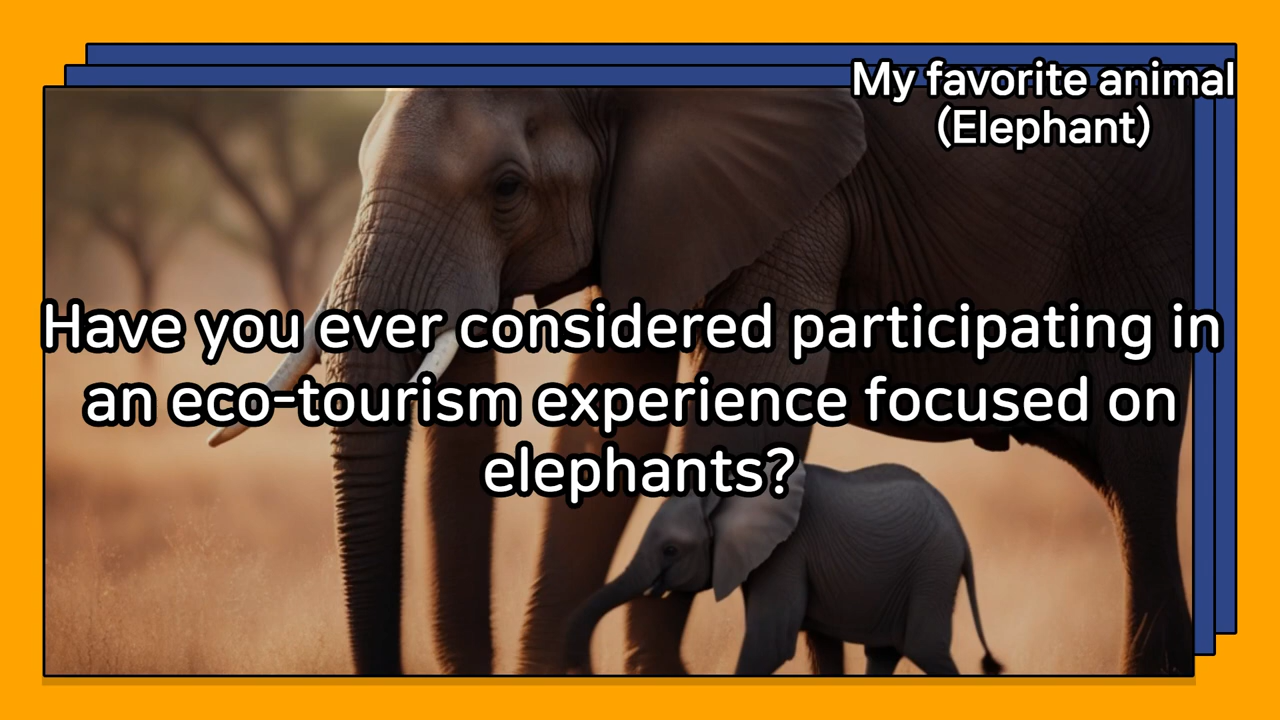 My favorite animal
(Elephant)
Have you ever considered participating in
an eco-tourism experience focused on
elephants?